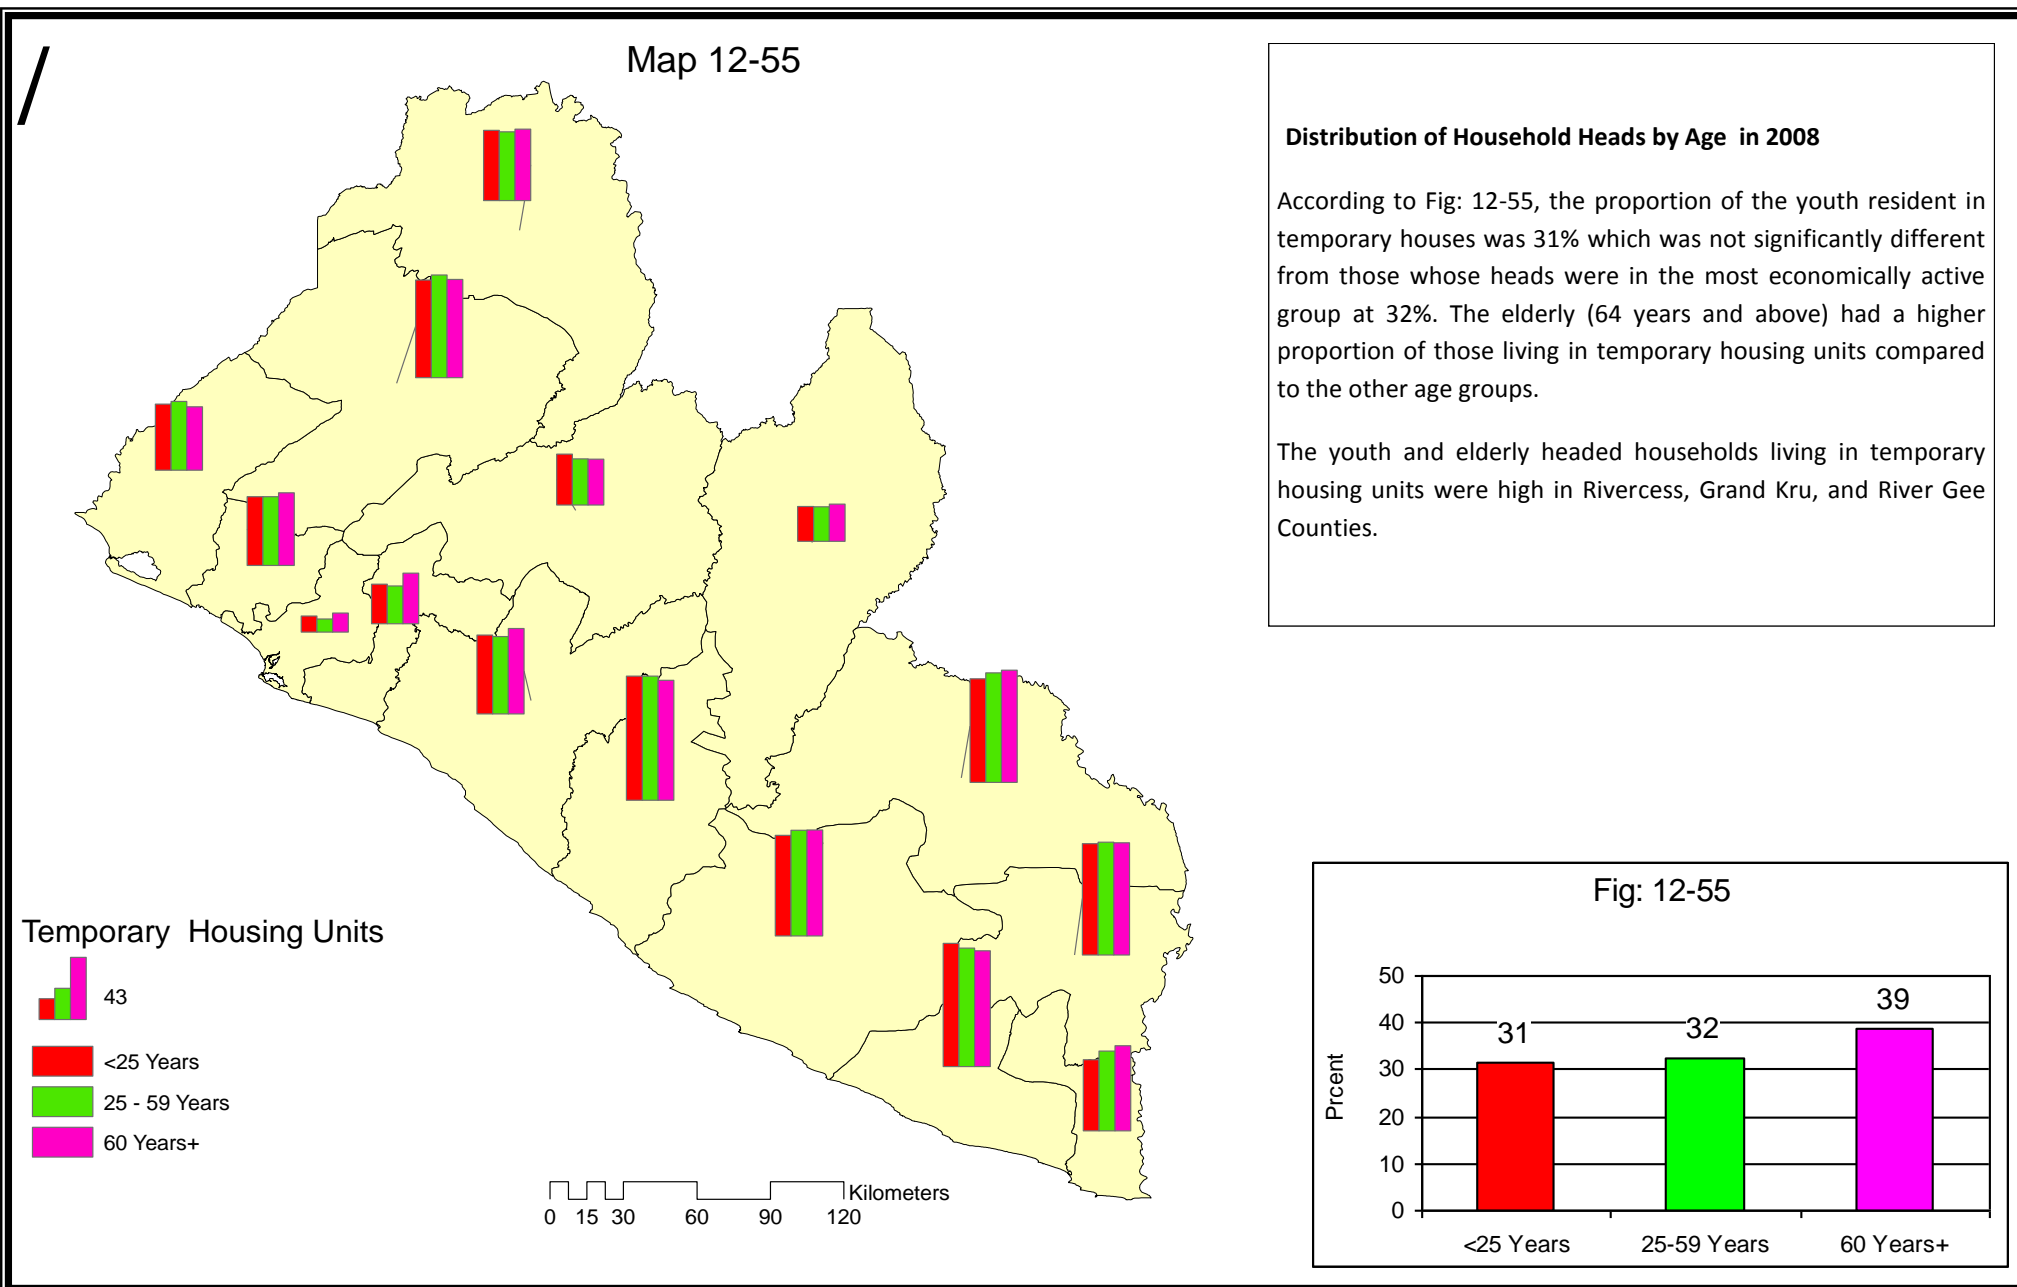 /
Map 12-55
Distribution of Household Heads by Age in 2008
According to Fig: 12-55, the proportion of the youth resident in
temporary houses was 31% which was not significantly different
from those whose heads were in the most economically active
group at 32%. The elderly (64 years and above) had a higher
proportion of those living in temporary housing units compared
to the other age groups.
The youth and elderly headed households living in temporary
housing units were high in Rivercess, Grand Kru, and River Gee
Counties.
Temporary Housing Units
43
<25 Years
25 - 59 Years
60 Years+
Kilometers
0 15 30 60 90 120
Fig: 12-55
Prcent
50
40
30
20
10
0
31
32
39
<25 Years
25-59 Years
60 Years+